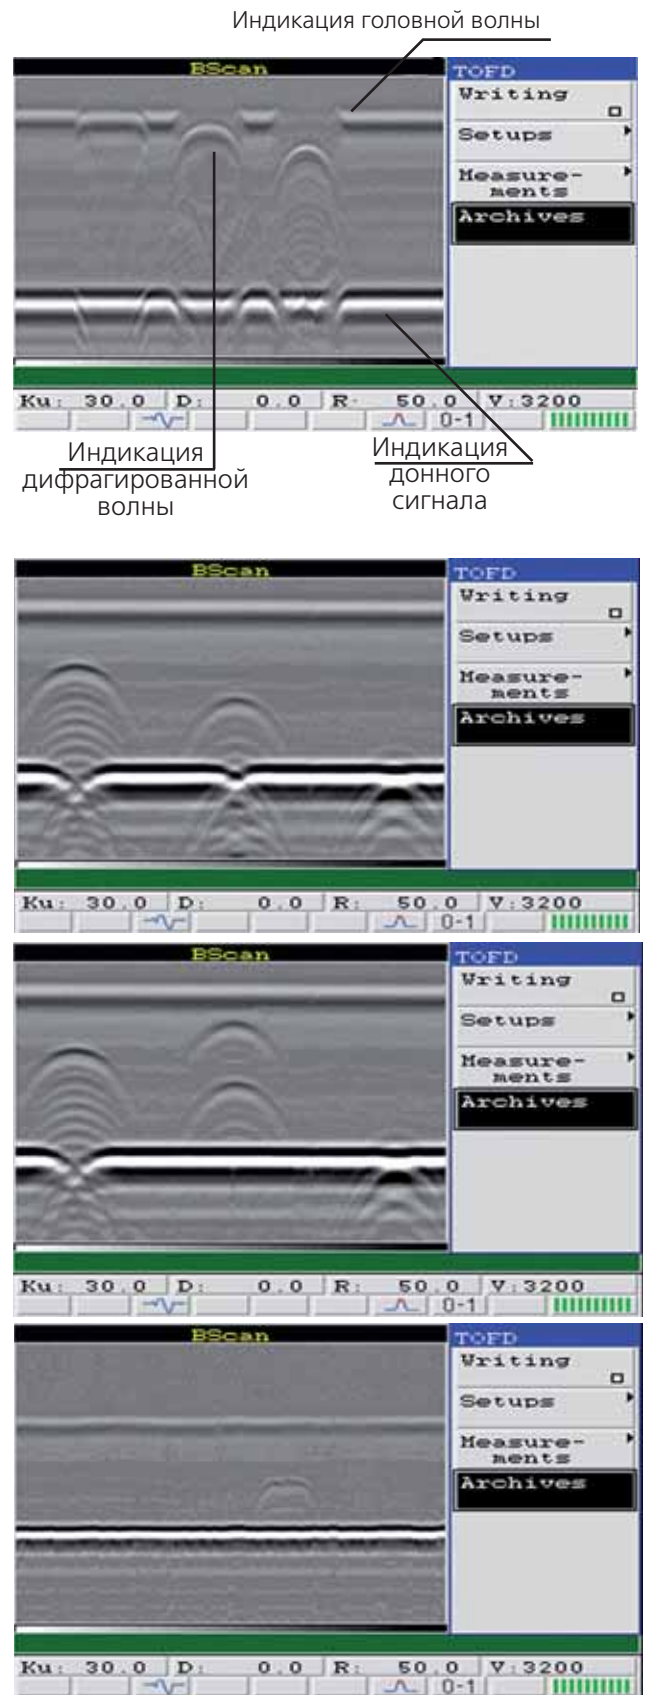 Индикация головной волны
BScan
TOFD
Writing
Setups
Measure-
ments
Archives
Ku: 30.0 D: 0.0 R: 50.0 V:3200
0-1
Индикация
дифрагированной
волны
Индикация
донного
сигнала
BScan
TOFD
Writing
Setups
Measure-
ments
Archives
Ku: 30.0 D: 0.0 R: 50.0 V:3200
0-1
BScan
TOFD
Writing
Setups
Measure-
ments
Archives
Ku: 30.0 D: 0.0 R: 50.0 V:3200
0-1
BScan
TOFD
Writing
Setups
Measure-
ments
Archives
Ku: 30.0 D: 0.0 R: 50.0 V:3200
0-1